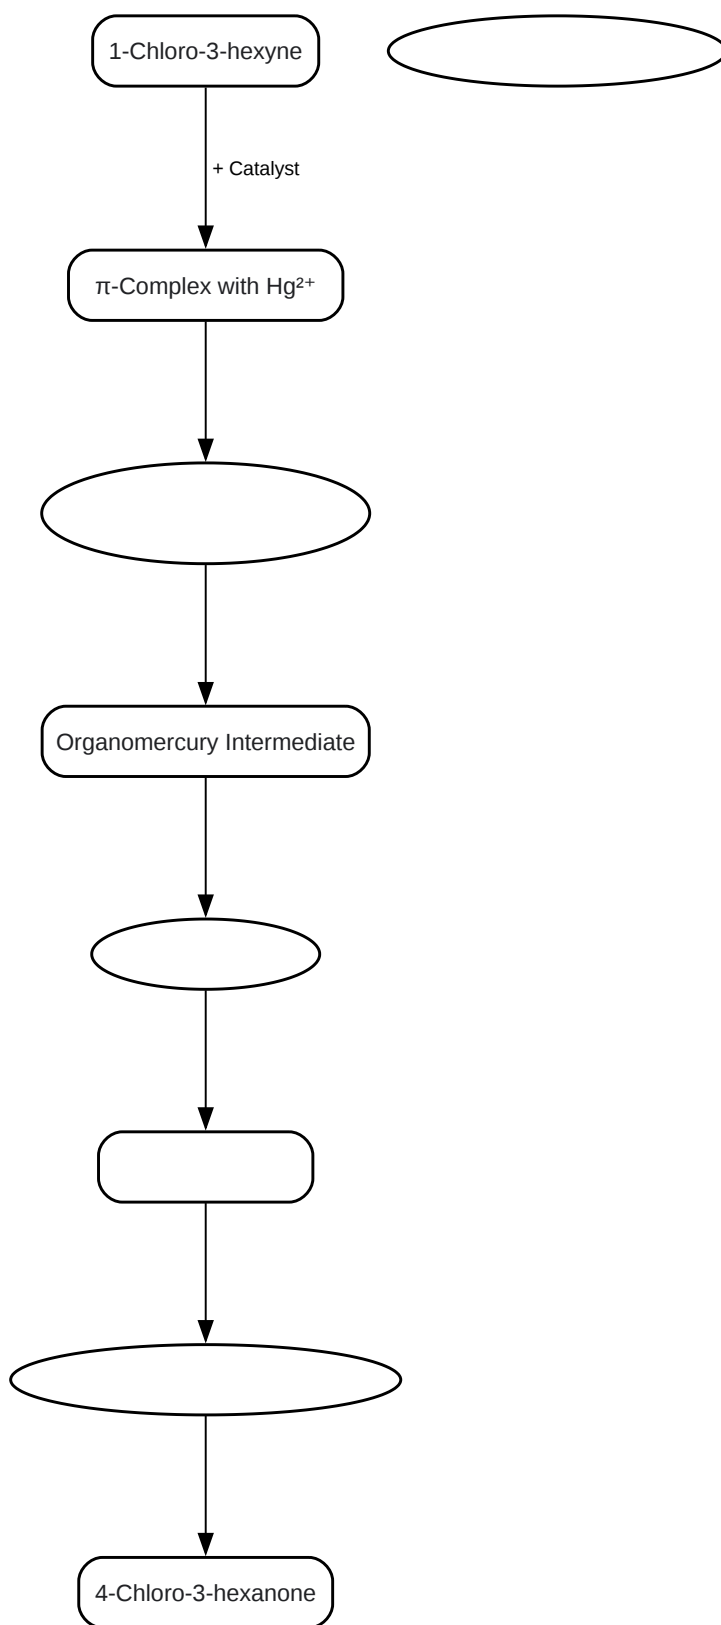 1-Chloro-3-hexyne
+ Catalyst
π-Complex with Hg²⁺
Organomercury Intermediate
4-Chloro-3-hexanone